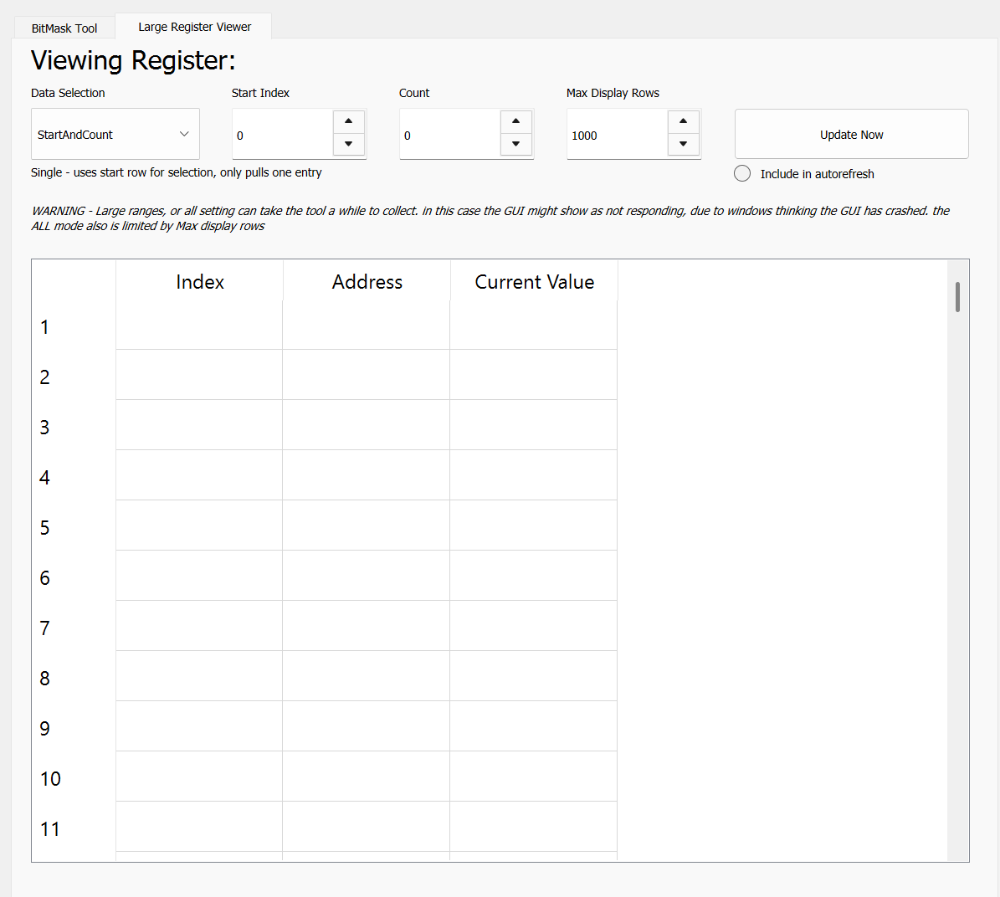 BitMask Tool
Large Register Viewer
Viewing Register:
Data Selection
Start Index
Count
Max Display Rows
StartAndCount
0
0
1000
Update Now
Single - uses start row for selection, only pulls one entry
Include in autorefresh
WARNING - Large ranges, or all setting can take the tool a while to collect. in this case the GUI might show as not responding, due to windows thinking the GUI has crashed. the
ALL mode also is limited by Max display rows
Index
Address
Current Value
1
2
3
4
5
6
7
8
9
10
11